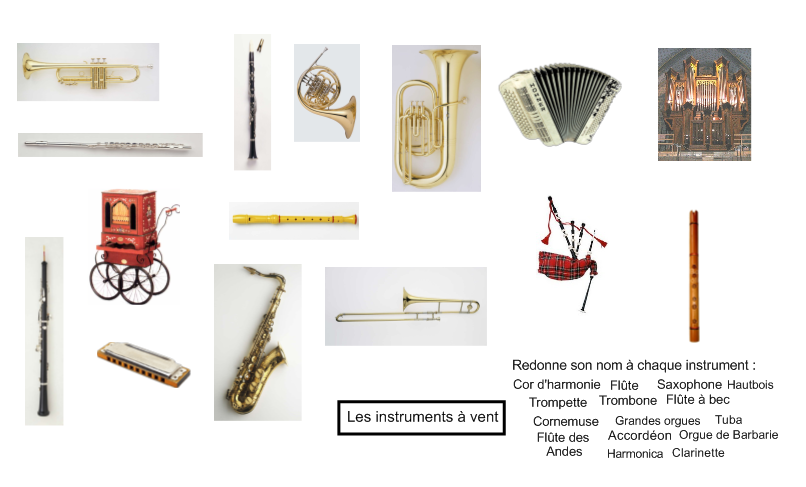 Les instruments à vent
Redonne son nom à chaque instrument :
Cor d'harmonie Flûte Saxophone Hautbois
Trompette Trombone Flûte à bec
Cornemuse Grandes orgues Tuba
Flûte des Accordéon Orgue de Barbarie
Andes Harmonica Clarinette